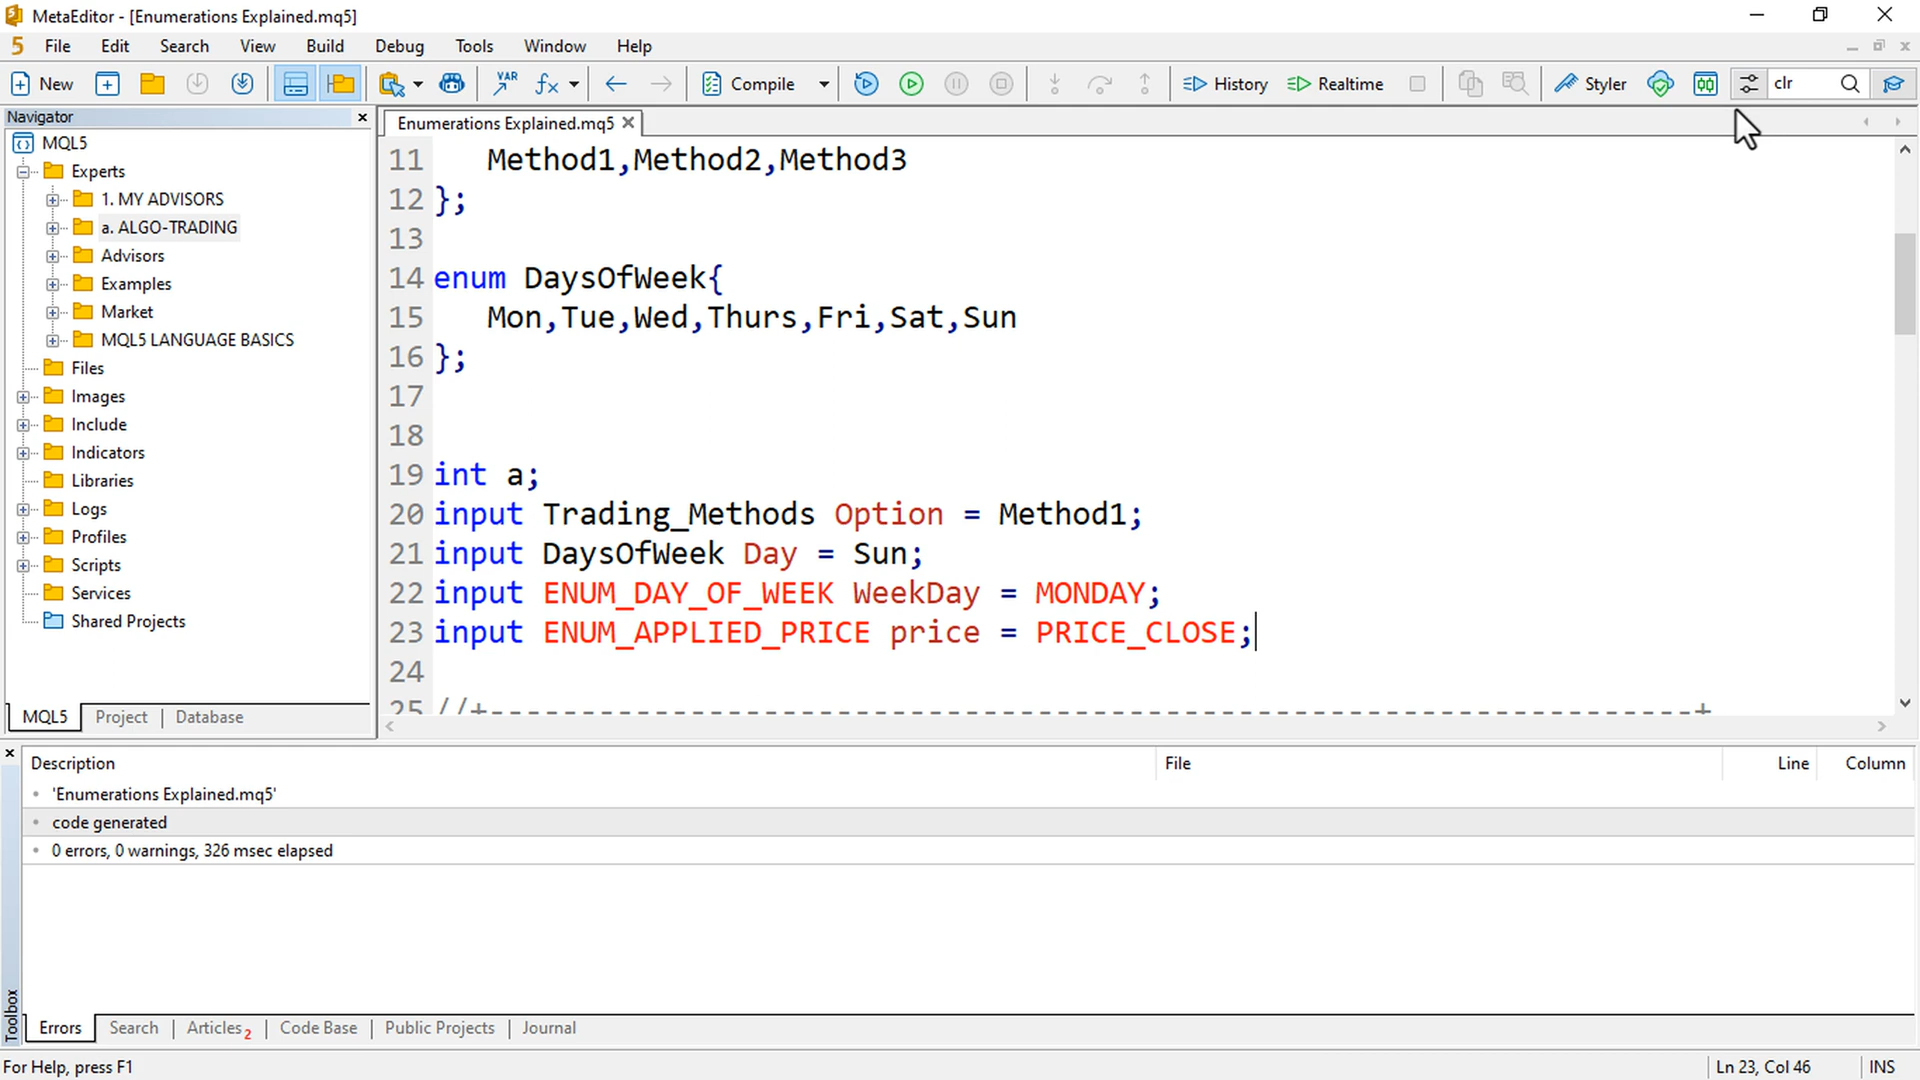 MetaEditor - [Enumerations Explained.mq5]
5 File Edit Search View Build Debug Tools Window Help
New VAR fx Compile History Realtime Styler clr
Navigator
MQL5
Experts
1. MY ADVISORS
a. ALGO-TRADING
Advisors
Examples
Market
MQL5 LANGUAGE BASICS
Files
Images
Include
Indicators
Libraries
Logs
Profiles
Scripts
Services
Shared Projects
MQL5 Project Database
Enumerations Explained.mq5
11 Method1,Method2,Method3
12 };
13
14 enum DaysOfWeek{
15 Mon,Tue,Wed,Thurs,Fri,Sat,Sun
16 };
17
18
19 int a;
20 input Trading_Methods Option = Method1;
21 input DaysOfWeek Day = Sun;
22 input ENUM_DAY_OF_WEEK WeekDay = MONDAY;
23 input ENUM_APPLIED_PRICE price = PRICE_CLOSE;
24
25 //+------------------------------------------------------------------+
Description File Line Column
'Enumerations Explained.mq5'
code generated
0 errors, 0 warnings, 326 msec elapsed
Toolbox
Errors Search Articles 2 Code Base Public Projects Journal
For Help, press F1 Ln 23, Col 46 INS